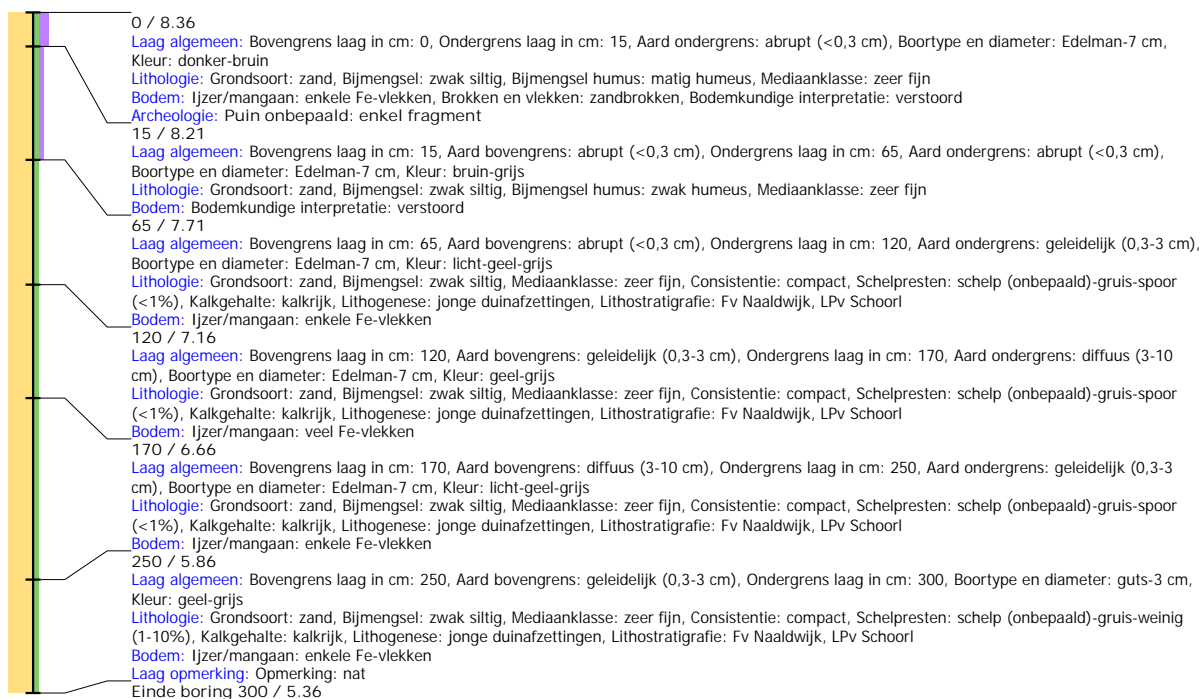 0 / 8.36
Laag algemeen: Bovengrens laag in cm: 0, Ondergrens laag in cm: 15, Aard ondergrens: abrupt (<0,3 cm), Boortype en diameter: Edelman-7 cm,
Kleur: donker-bruin
Lithologie: Grondsoort: zand, Bijmengsel: zwak siltig, Bijmengsel humus: matig humeus, Mediaanklasse: zeer fijn
Bodem: Ijzer/mangaan: enkele Fe-vlekken, Brokken en vlekken: zandbrokken, Bodemkundige interpretatie: verstoord
Archeologie: Puin onbepaald: enkel fragment
15 / 8.21
Laag algemeen: Bovengrens laag in cm: 15, Aard bovengrens: abrupt (<0,3 cm), Ondergrens laag in cm: 65, Aard ondergrens: abrupt (<0,3 cm),
Boortype en diameter: Edelman-7 cm, Kleur: bruin-grijs
Lithologie: Grondsoort: zand, Bijmengsel: zwak siltig, Bijmengsel humus: zwak humeus, Mediaanklasse: zeer fijn
Bodem: Bodemkundige interpretatie: verstoord
65 / 7.71
Laag algemeen: Bovengrens laag in cm: 65, Aard bovengrens: abrupt (<0,3 cm), Ondergrens laag in cm: 120, Aard ondergrens: geleidelijk (0,3-3 cm),
Boortype en diameter: Edelman-7 cm, Kleur: licht-geel-grijs
Lithologie: Grondsoort: zand, Bijmengsel: zwak siltig, Mediaanklasse: zeer fijn, Consistentie: compact, Schelpresten: schelp (onbepaald)-gruis-spoor
(<1%), Kalkgehalte: kalkrijk, Lithogenese: jonge duinafzettingen, Lithostratigrafie: Fv Naaldwijk, LPv Schoorl
Bodem: Ijzer/mangaan: enkele Fe-vlekken
120 / 7.16
Laag algemeen: Bovengrens laag in cm: 120, Aard bovengrens: geleidelijk (0,3-3 cm), Ondergrens laag in cm: 170, Aard ondergrens: diffuus (3-10
cm), Boortype en diameter: Edelman-7 cm, Kleur: geel-grijs
Lithologie: Grondsoort: zand, Bijmengsel: zwak siltig, Mediaanklasse: zeer fijn, Consistentie: compact, Schelpresten: schelp (onbepaald)-gruis-spoor
(<1%), Kalkgehalte: kalkrijk, Lithogenese: jonge duinafzettingen, Lithostratigrafie: Fv Naaldwijk, LPv Schoorl
Bodem: Ijzer/mangaan: veel Fe-vlekken
170 / 6.66
Laag algemeen: Bovengrens laag in cm: 170, Aard bovengrens: diffuus (3-10 cm), Ondergrens laag in cm: 250, Aard ondergrens: geleidelijk (0,3-3
cm), Boortype en diameter: Edelman-7 cm, Kleur: licht-geel-grijs
Lithologie: Grondsoort: zand, Bijmengsel: zwak siltig, Mediaanklasse: zeer fijn, Consistentie: compact, Schelpresten: schelp (onbepaald)-gruis-spoor
(<1%), Kalkgehalte: kalkrijk, Lithogenese: jonge duinafzettingen, Lithostratigrafie: Fv Naaldwijk, LPv Schoorl
Bodem: Ijzer/mangaan: enkele Fe-vlekken
250 / 5.86
Laag algemeen: Bovengrens laag in cm: 250, Aard bovengrens: geleidelijk (0,3-3 cm), Ondergrens laag in cm: 300, Boortype en diameter: guts-3 cm,
Kleur: geel-grijs
Lithologie: Grondsoort: zand, Bijmengsel: zwak siltig, Mediaanklasse: zeer fijn, Consistentie: compact, Schelpresten: schelp (onbepaald)-gruis-weinig
(1-10%), Kalkgehalte: kalkrijk, Lithogenese: jonge duinafzettingen, Lithostratigrafie: Fv Naaldwijk, LPv Schoorl
Bodem: Ijzer/mangaan: enkele Fe-vlekken
Laag opmerking: Opmerking: nat
Einde boring 300 / 5.36